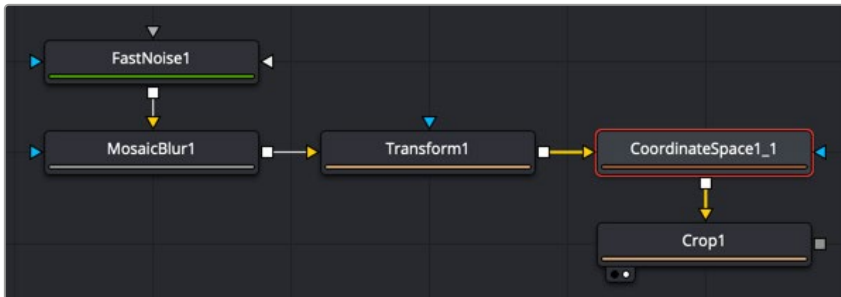 FastNoise1
MosaicBlur1
Transform1
CoordinateSpace1_1
Crop1